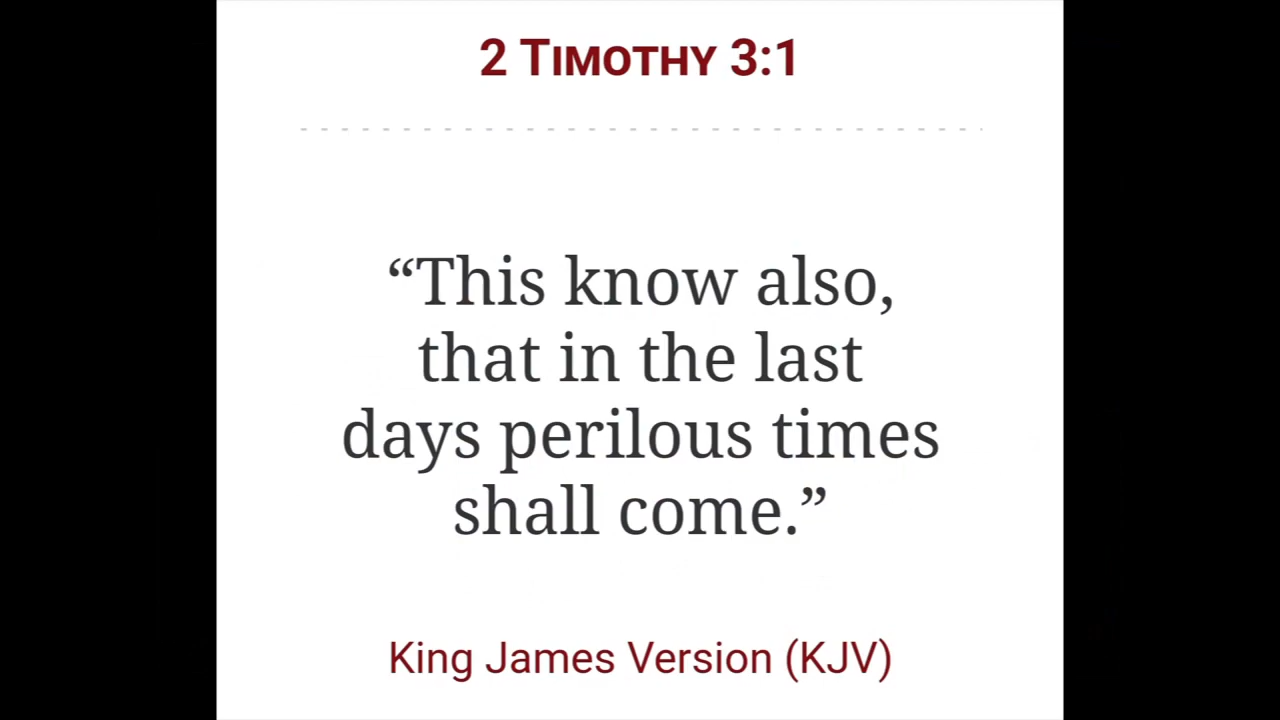 2 Timothy 3:1
“This know also,
that in the last
days perilous times
shall come.”
King James Version (KJV)